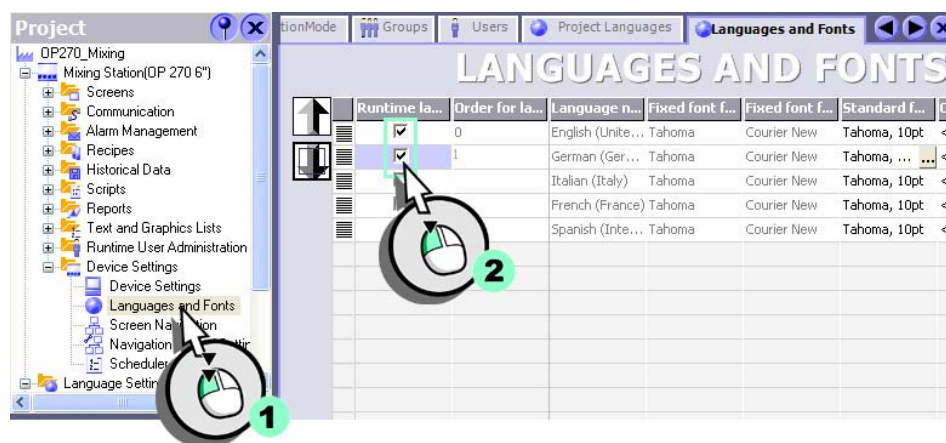 Project
OP270_Mixing
Mixing Station(OP 270 6")
Screens
Communication
Alarm Management
Recipes
Historical Data
Scripts
Reports
Text and Graphics Lists
Runtime User Administration
Device Settings
Device Settings
Languages and Fonts
Screen
Navigation
Scheduler
Language
1
tionMode Groups Users Project Languages Languages and Fonts
LANGUAGES AND FONTS
Runtime la... Order for la... Language n... Fixed font f... Fixed font f... Standard f...
0 English (Unite... Tahoma Courier New Tahoma, 10pt
1 German (Ger... Tahoma Courier New Tahoma, ... ...
Italian (Italy) Tahoma Courier New Tahoma, 10pt
French (France) Tahoma Courier New Tahoma, 10pt
Spanish (Inte... Tahoma Courier New Tahoma, 10pt
2